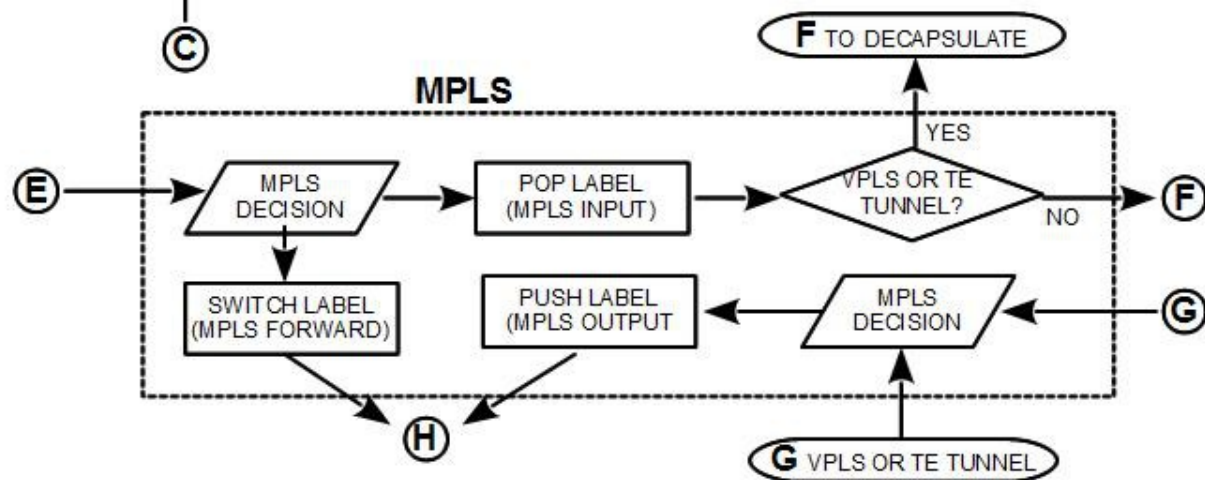 C
F TO DECAPSULATE
MPLS
YES
E
MPLS
DECISION
POP LABEL
(MPLS INPUT)
VPLS OR TE
TUNNEL?
NO
F
SWITCH LABEL
(MPLS FORWARD)
PUSH LABEL
(MPLS OUTPUT
MPLS
DECISION
G
H
G VPLS OR TE TUNNEL